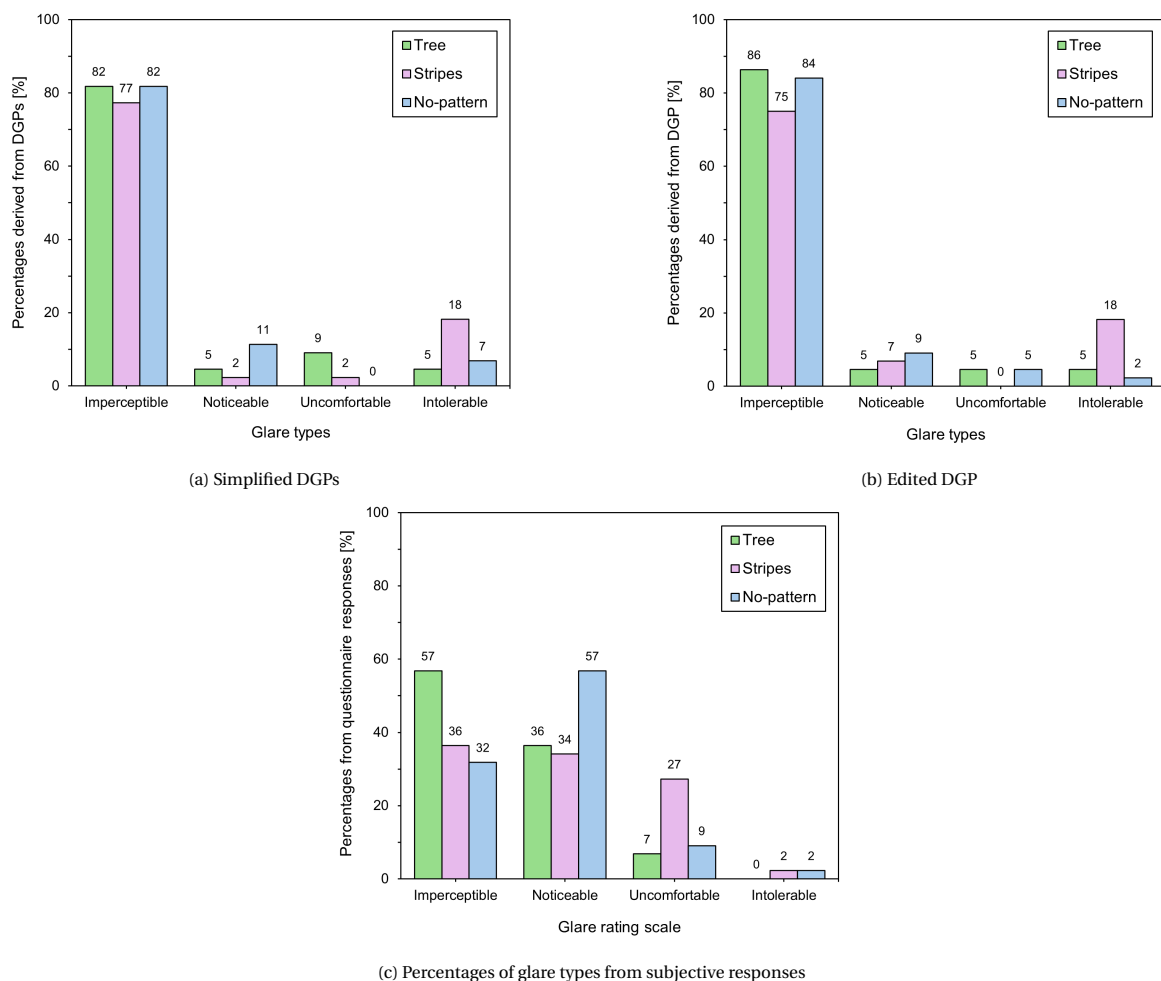 100
80
60
40
20
0
Percentages derived from DGPs [%]
Tree
Stripes
No-pattern
82 77 82
5 2 11
9 2 0
5 18 7
Imperceptible Noticeable Uncomfortable Intolerable
Glare types
(a) Simplified DGPs
100
80
60
40
20
0
Percentages derived from DGP [%]
Tree
Stripes
No-pattern
86 75 84
5 7 9
5 0 5
5 18 2
Imperceptible Noticeable Uncomfortable Intolerable
Glare types
(b) Edited DGP
100
80
60
40
20
0
Percentages from questionnaire responses [%]
Tree
Stripes
No-pattern
57 36 32
36 34 57
7 27 9
0 2 2
Imperceptible Noticeable Uncomfortable Intolerable
Glare rating scale
(c) Percentages of glare types from subjective responses